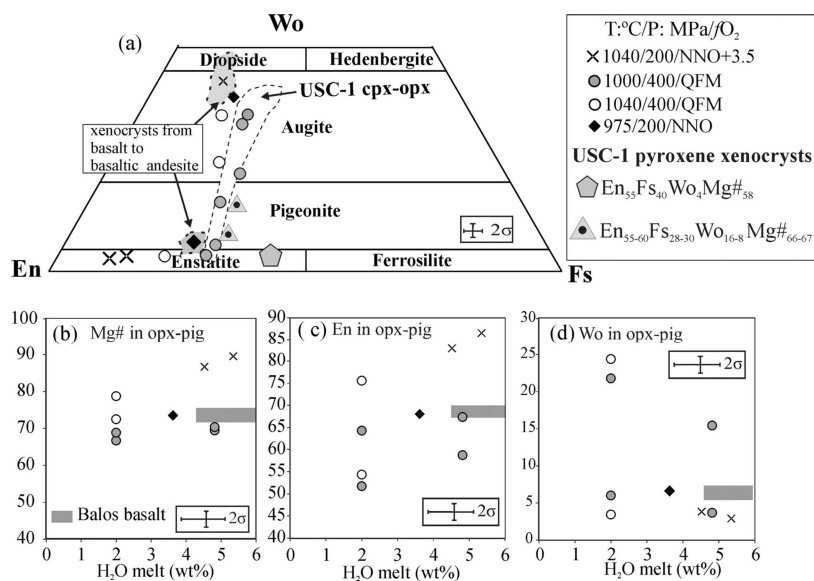 Wo
(a)
Diopside
Hedenbergite
USC-1 cpx-opx
Augite
xenocrysts from
basalt to
basaltic andesite
Pigeonite
2σ
En
Enstatite
Ferrosilite
Fs
T:ºC/P: MPa/fO₂
1040/200/NNO+3.5
1000/400/QFM
1040/400/QFM
975/200/NNO
USC-1 pyroxene xenocrysts
En₅₅Fs₄₀Wo₄Mg#₅₈
En₅₅₋₆₀Fs₂₈₋₃₀Wo₁₆₋₈Mg#₆₆₋₆₇
(b) Mg# in opx-pig
100
90
80
70
60
50
40
Balos basalt
2σ
0 1 2 3 4 5 6
H₂O melt (wt%)
(c) En in opx-pig
90
85
80
75
70
65
60
55
50
45
40
2σ
0 1 2 3 4 5 6
H₂O melt (wt%)
(d) Wo in opx-pig
30
25
20
15
10
5
0
2σ
0 1 2 3 4 5 6
H₂O melt (wt%)